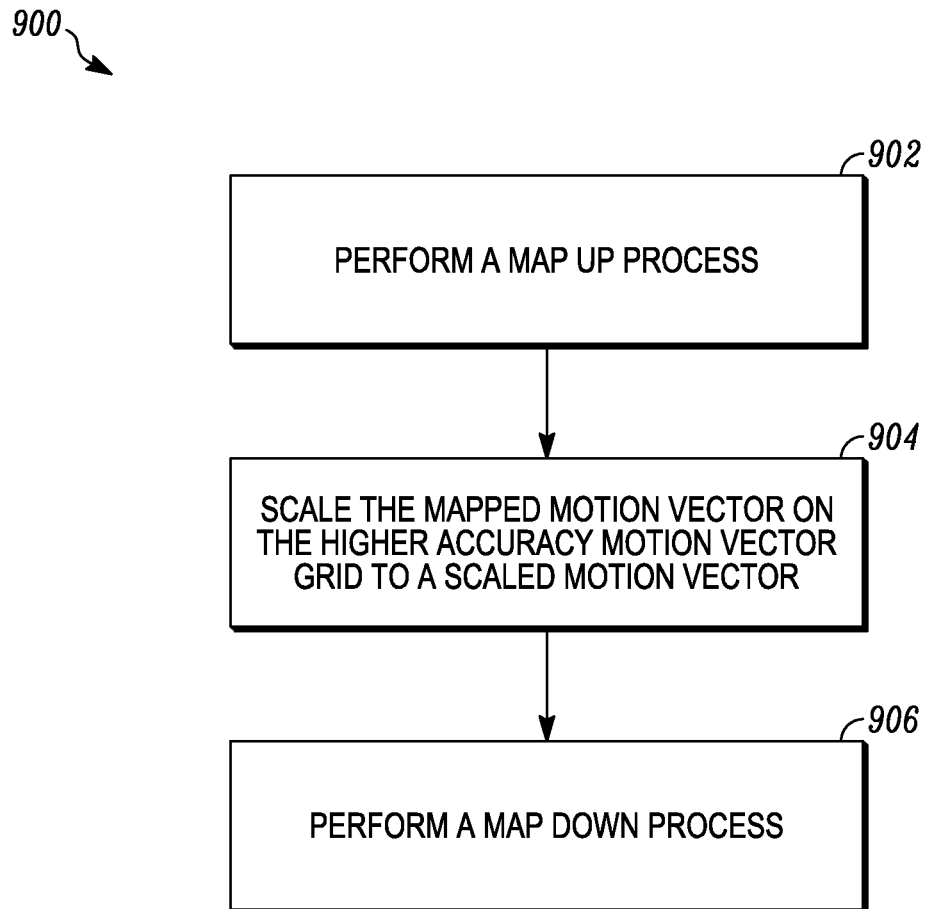 900
902
PERFORM A MAP UP PROCESS
904
SCALE THE MAPPED MOTION VECTOR ON
THE HIGHER ACCURACY MOTION VECTOR
GRID TO A SCALED MOTION VECTOR
906
PERFORM A MAP DOWN PROCESS